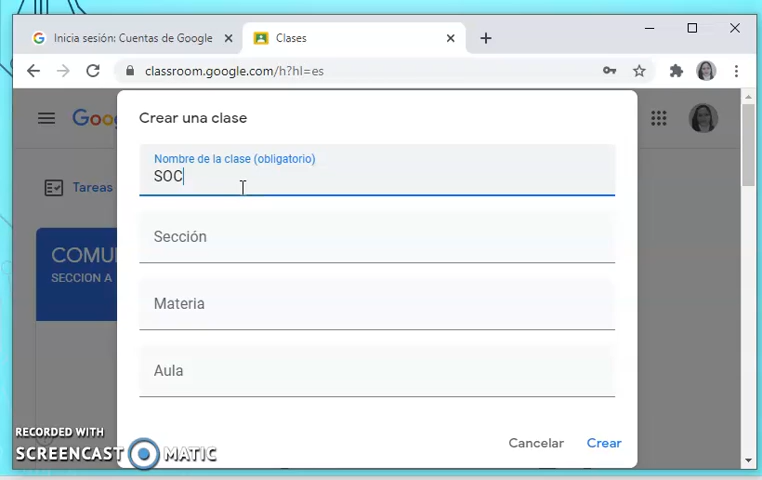 Inicia sesión: Cuentas de Google
Clases
classroom.google.com/h?hl=es
Crear una clase
Nombre de la clase (obligatorio)
SOC
Tareas
Sección
COMU
SECCION A
Materia
Aula
Cancelar
Crear
RECORDED WITH
SCREENCAST MATIC